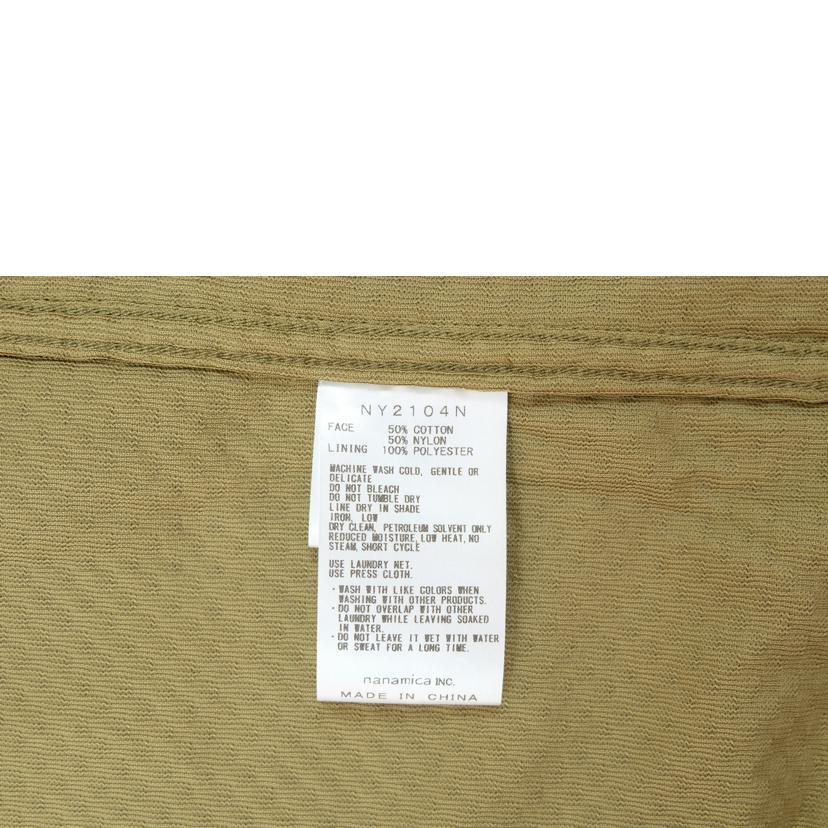 NY2104N
FACE 50% COTTON
50% NYLON
LINING 100% POLYESTER
MACHINE WASH COLD, GENTLE OR
DELICATE
DO NOT BLEACH
DO NOT TUMBLE DRY
LINE DRY IN SHADE
IRON, LOW
DRY CLEAN, PETROLEUM SOLVENT ONLY
REDUCED MOISTURE, LOW HEAT, NO
STEAM, SHORT CYCLE
USE LAUNDRY NET.
USE PRESS CLOTH.
・WASH WITH LIKE COLORS WHEN
WASHING WITH OTHER PRODUCTS.
・DO NOT OVERLAP WITH OTHER
LAUNDRY WHILE LEAVING SOAKED
IN WATER.
・DO NOT LEAVE IT WET WITH WATER
OR SWEAT FOR A LONG TIME.
nanamica INC.
MADE IN CHINA